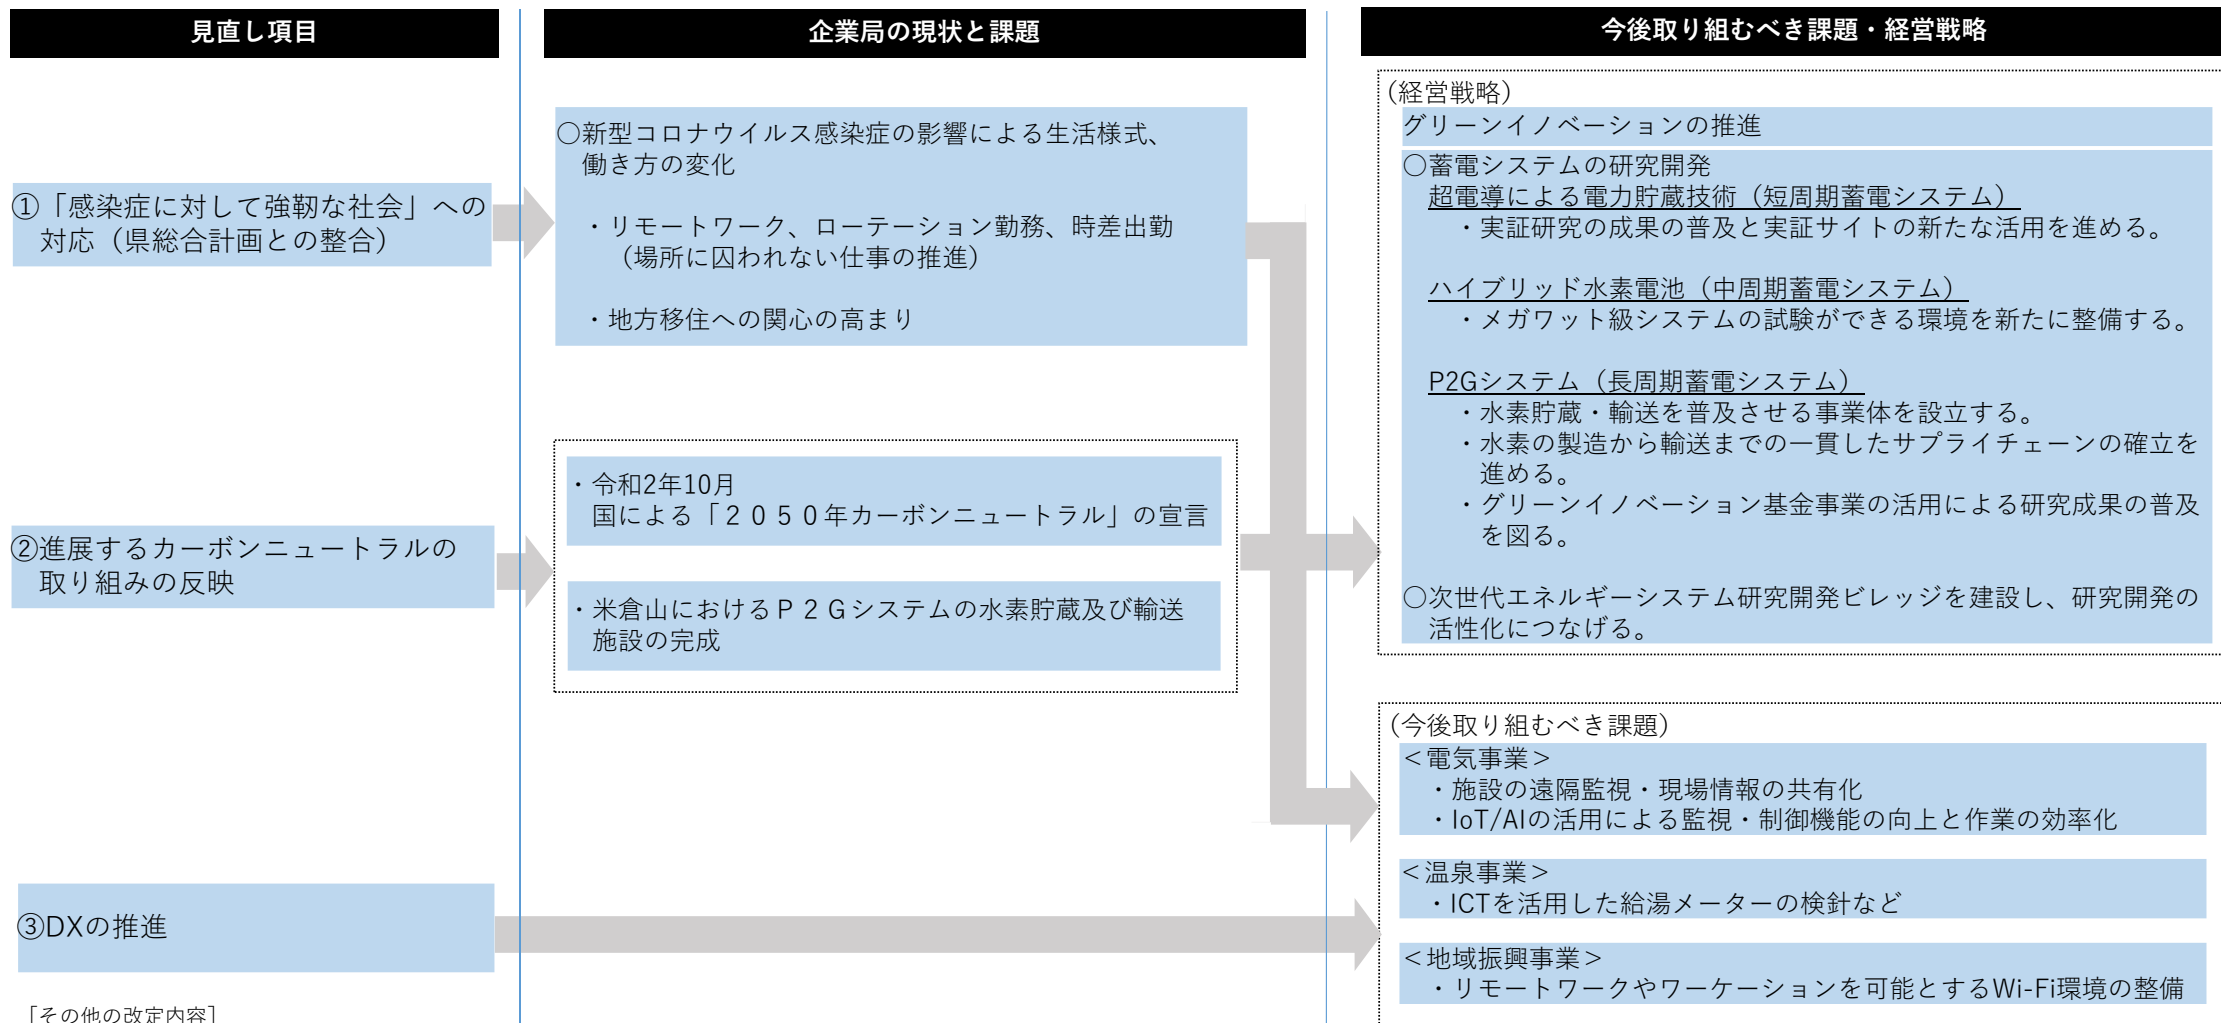 見直し項目
①「感染症に対して強靭な社会」への
対応（県総合計画との整合）
②進展するカーボンニュートラルの
取り組みの反映
③DXの推進
［その他の改定内容］
企業局の現状と課題
○新型コロナウイルス感染症の影響による生活様式、
働き方の変化
・リモートワーク、ローテーション勤務、時差出勤
（場所に囚われない仕事の推進）
・地方移住への関心の高まり
・令和2年10月
国による「２０５０年カーボンニュートラル」の宣言
・米倉山におけるＰ２Ｇシステムの水素貯蔵及び輸送
施設の完成
今後取り組むべき課題・経営戦略
（経営戦略）
グリーンイノベーションの推進
○蓄電システムの研究開発
超電導による電力貯蔵技術（短周期蓄電システム）
・実証研究の成果の普及と実証サイトの新たな活用を進める。
ハイブリッド水素電池（中周期蓄電システム）
・メガワット級システムの試験ができる環境を新たに整備する。
P2Gシステム（長周期蓄電システム）
・水素貯蔵・輸送を普及させる事業体を設立する。
・水素の製造から輸送までの一貫したサプライチェーンの確立を
進める。
・グリーンイノベーション基金事業の活用による研究成果の普及
を図る。
○次世代エネルギーシステム研究開発ビレッジを建設し、研究開発の
活性化につなげる。
（今後取り組むべき課題）
＜電気事業＞
・施設の遠隔監視・現場情報の共有化
・IoT/AIの活用による監視・制御機能の向上と作業の効率化
＜温泉事業＞
・ICTを活用した給湯メーターの検針など
＜地域振興事業＞
・リモートワークやワーケーションを可能とするWi-Fi環境の整備